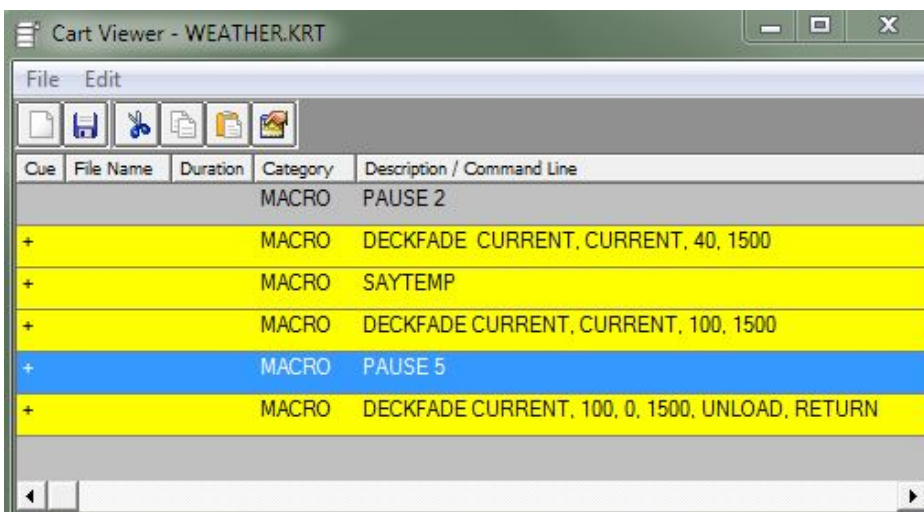 Cart Viewer - WEATHER.KRT
File Edit
Cue File Name Duration Category Description / Command Line
MACRO PAUSE 2
+ MACRO DECKFADE CURRENT, CURRENT, 40, 1500
+ MACRO SAYTEMP
+ MACRO DECKFADE CURRENT, CURRENT, 100, 1500
+ MACRO PAUSE 5
+ MACRO DECKFADE CURRENT, 100, 0, 1500, UNLOAD, RETURN